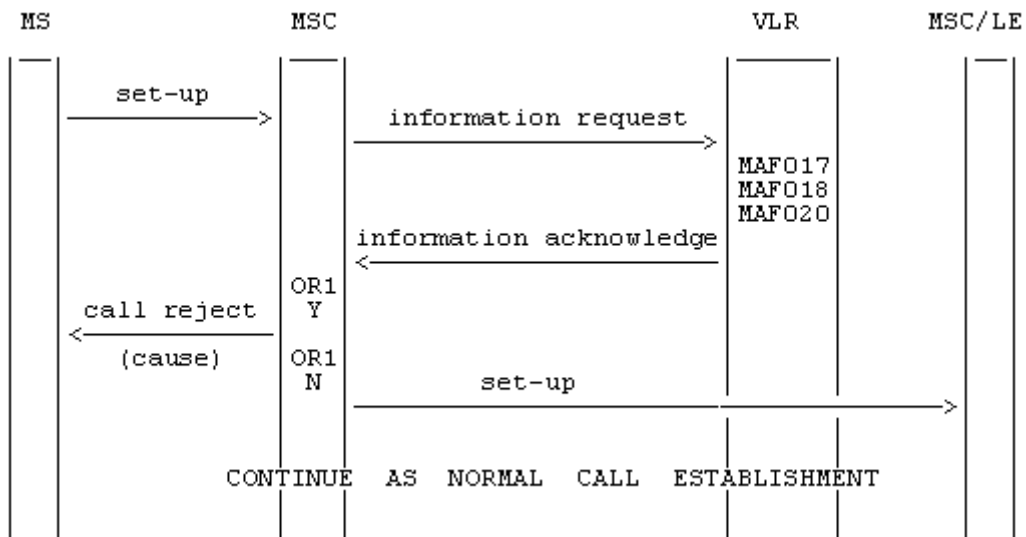 MS MSC VLR MSC/LE
set-up
information request
MAF017
MAF018
MAF020
information acknowledge
OR1
call reject Y
(cause) OR1
N set-up
CONTINUE AS NORMAL CALL ESTABLISHMENT